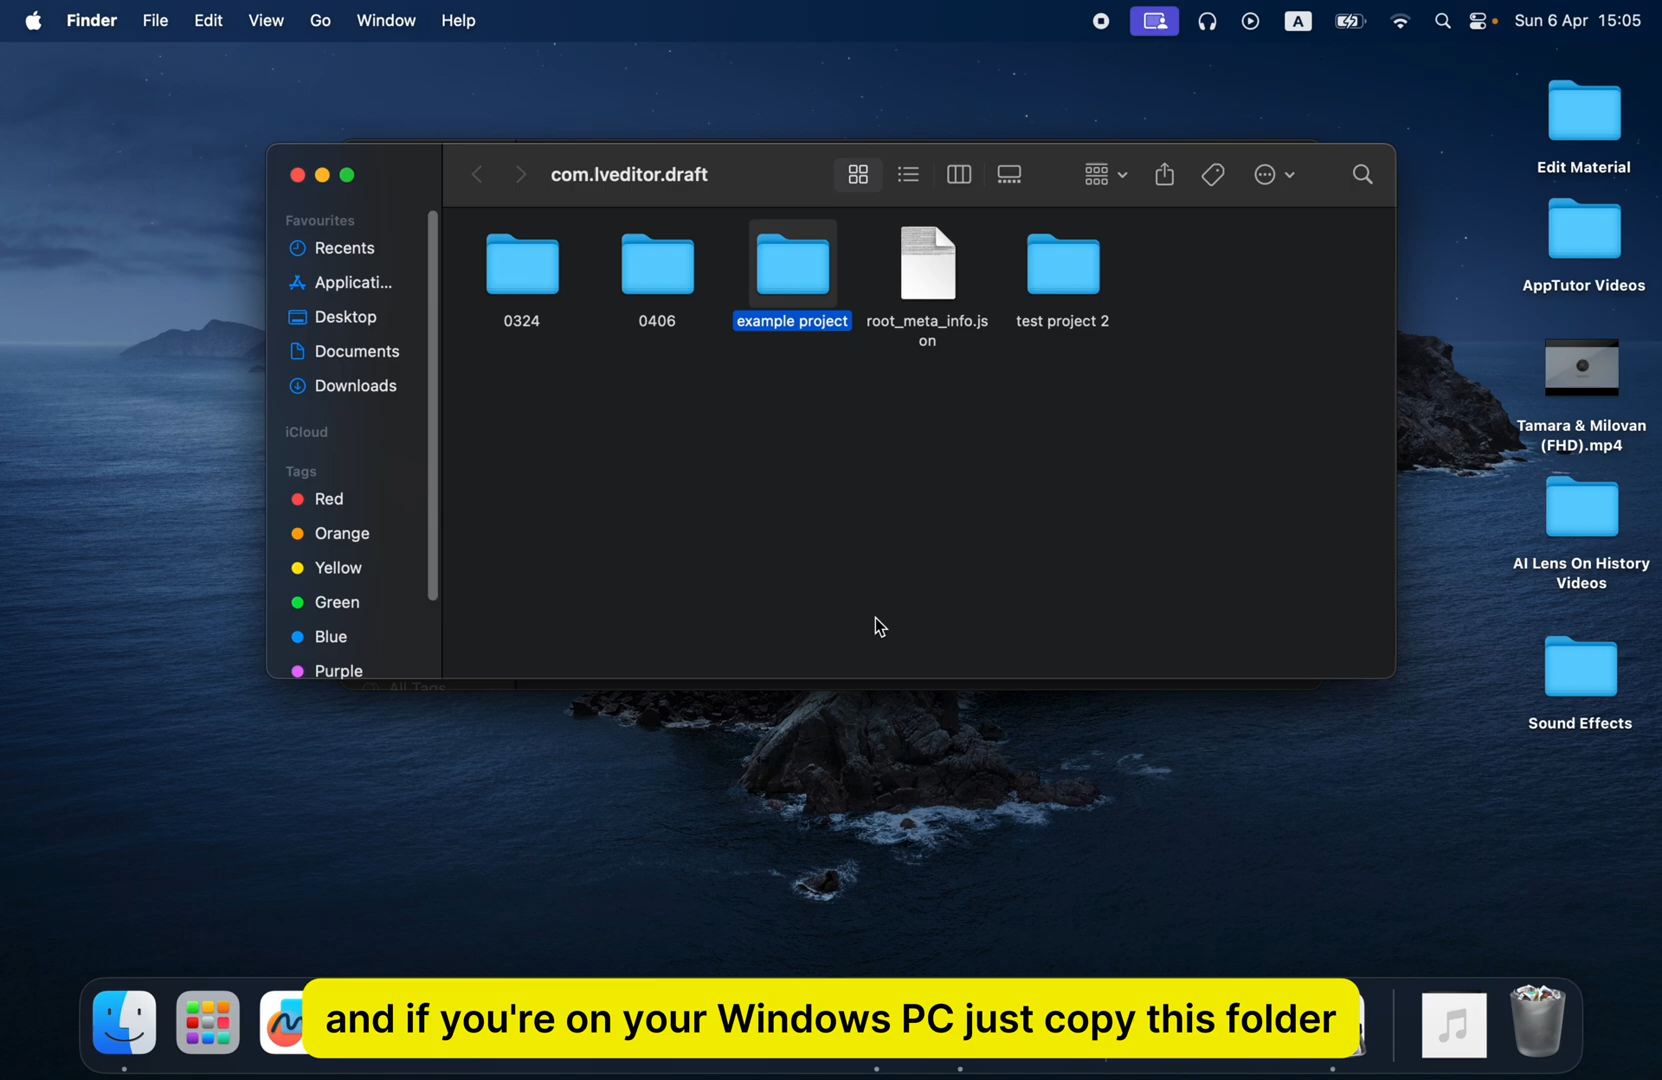 Finder File Edit View Go Window Help
A Sun 6 Apr 15:05
com.lveditor.draft
Favourites
Recents
Applicati...
Desktop
Documents
Downloads
iCloud
Tags
Red
Orange
Yellow
Green
Blue
Purple
All Tags
0324
0406
example project
root_meta_info.js
on
test project 2
Edit Material
AppTutor Videos
Tamara & Milovan
(FHD).mp4
AI Lens On History
Videos
Sound Effects
and if you're on your Windows PC just copy this folder